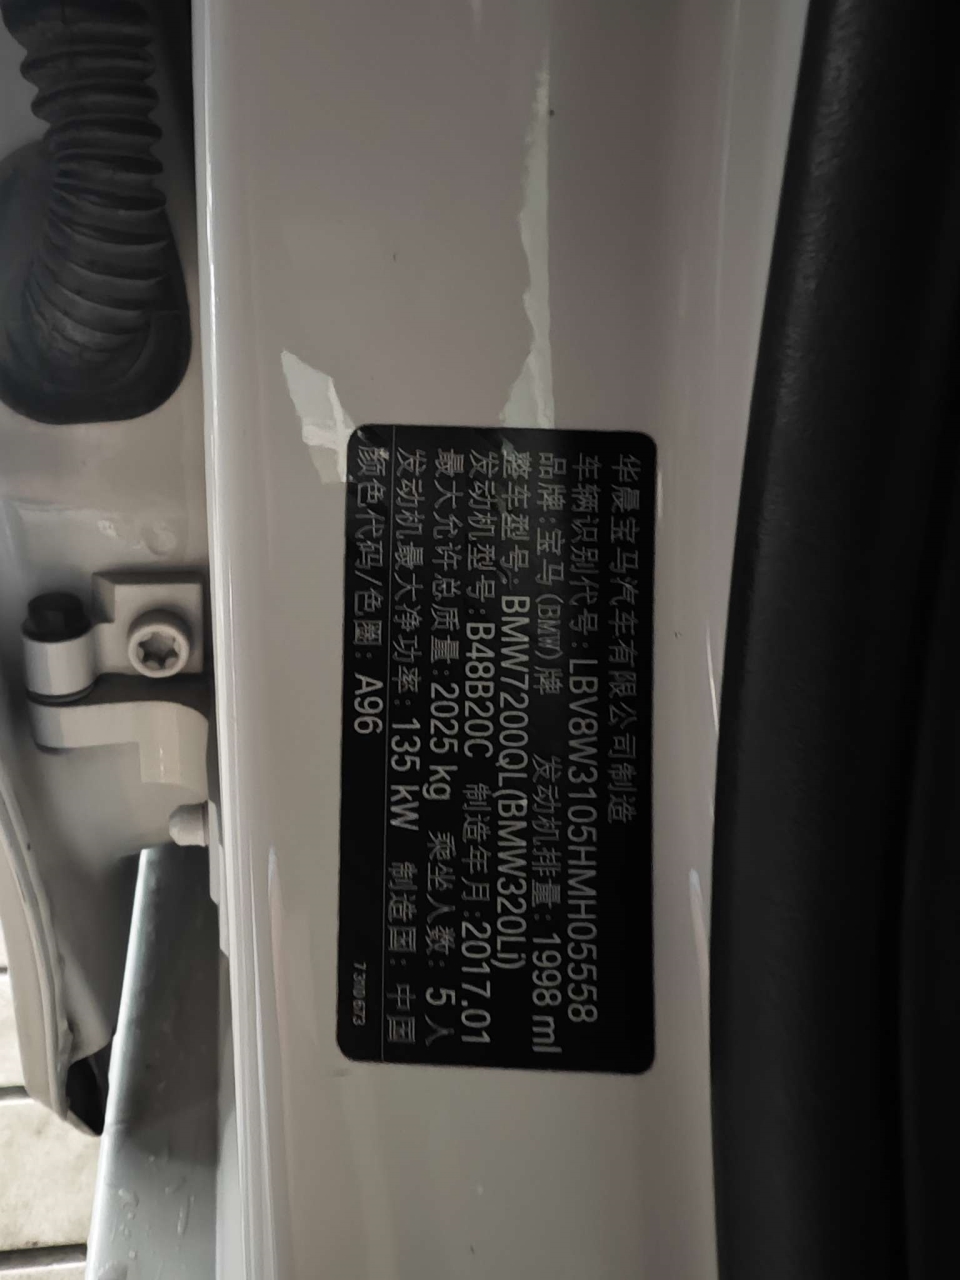 华晨宝马汽车有限公司制造
车辆识别代号:LBV8W3105HMH05558
品牌:宝马(BMW)牌 发动机排量:1998 ml
整车型号:BMW7200QL(BMW320Li)
发动机型号:B48B20C 制造年月:2017.01
最大允许总质量:2025 kg 乘坐人数:5人
发动机最大净功率:135 kW 制造国:中国
颜色代码/色圈:A96
7 310 673